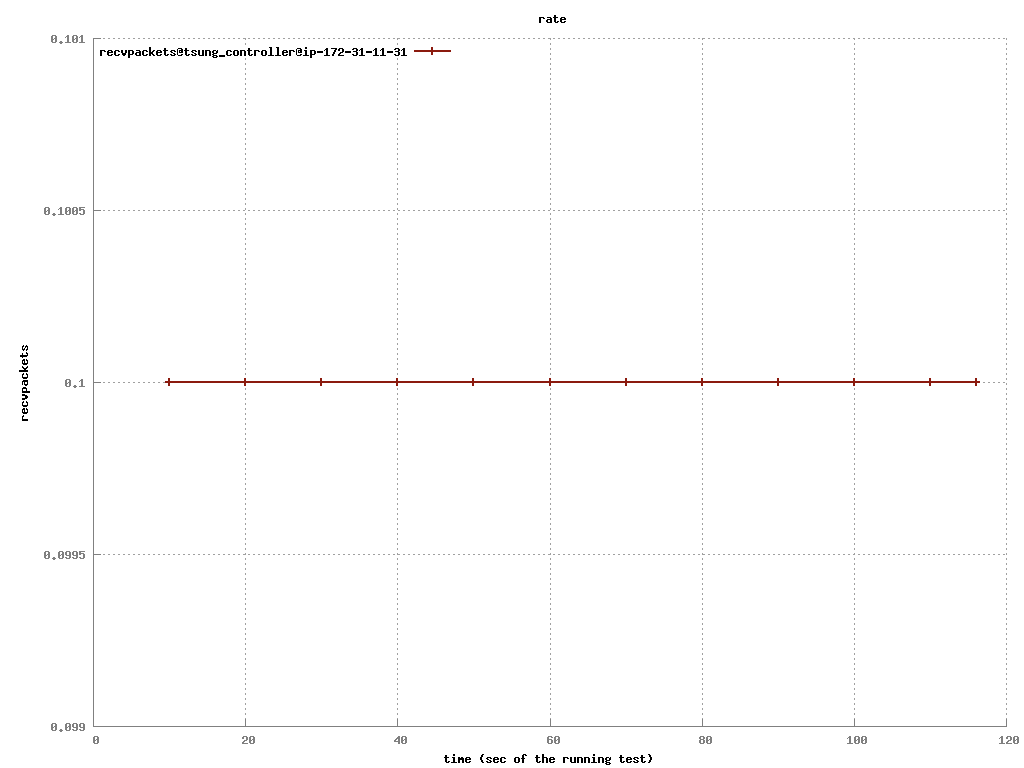 rate
0.101
recvpackets@tsung_controller@ip-172-31-11-31
0.1005
recvpackets
0.1
0.0995
0.099
0 20 40 60 80 100 120
time (sec of the running test)